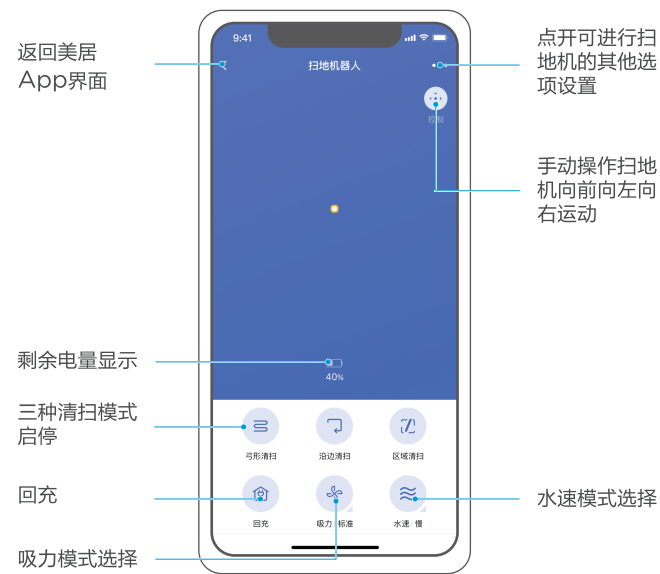 返回美居
App界面
9:41
扫地机器人
控制
40%
弓形清扫
沿边清扫
区域清扫
回充
吸力 标准
水速 慢
点开可进行扫
地机的其他选
项设置
手动操作扫地
机向前向左向
右运动
剩余电量显示
三种清扫模式
启停
回充
吸力模式选择
水速模式选择